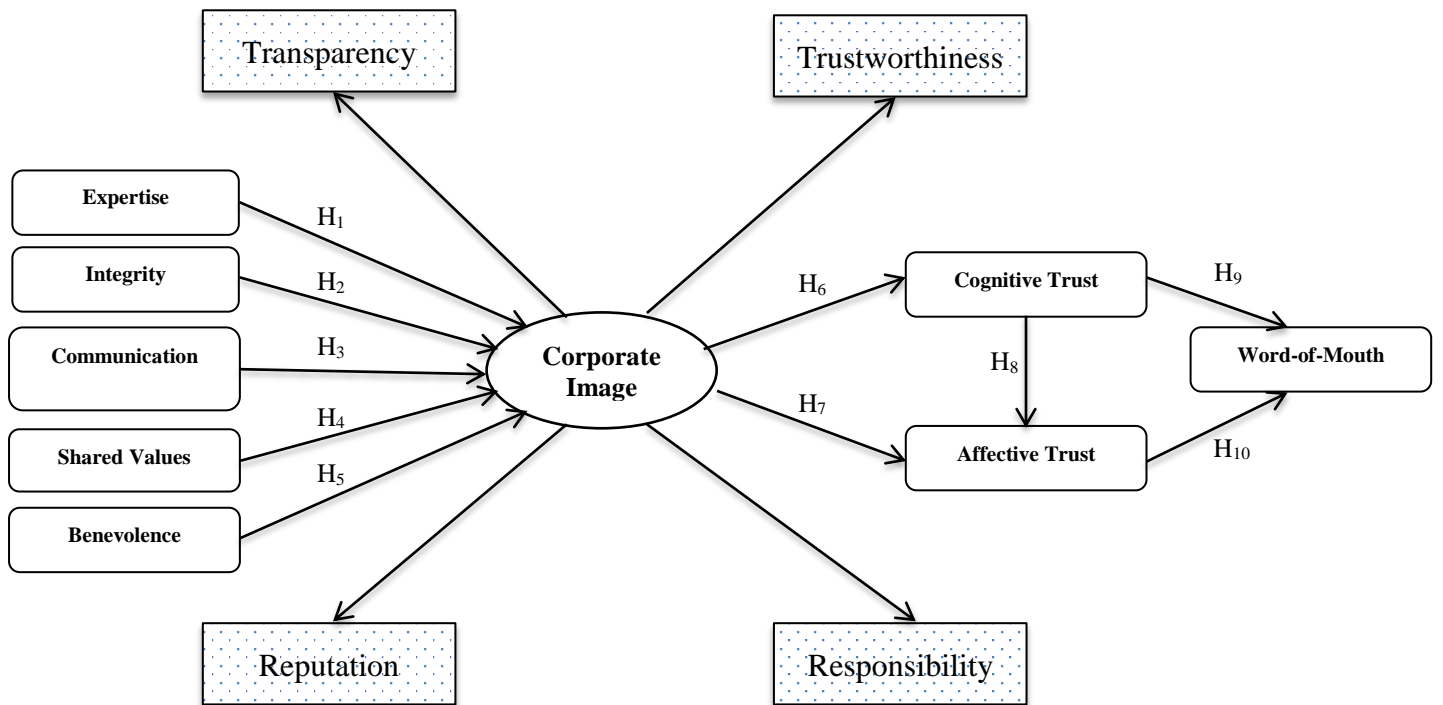 Transparency
Trustworthiness
Expertise
H1
Integrity
H2
Communication
H3
Shared Values
H4
Benevolence
H5
Corporate
Image
H6
H7
Cognitive Trust
H8
Affective Trust
H9
Word-of-Mouth
H10
Reputation
Responsibility